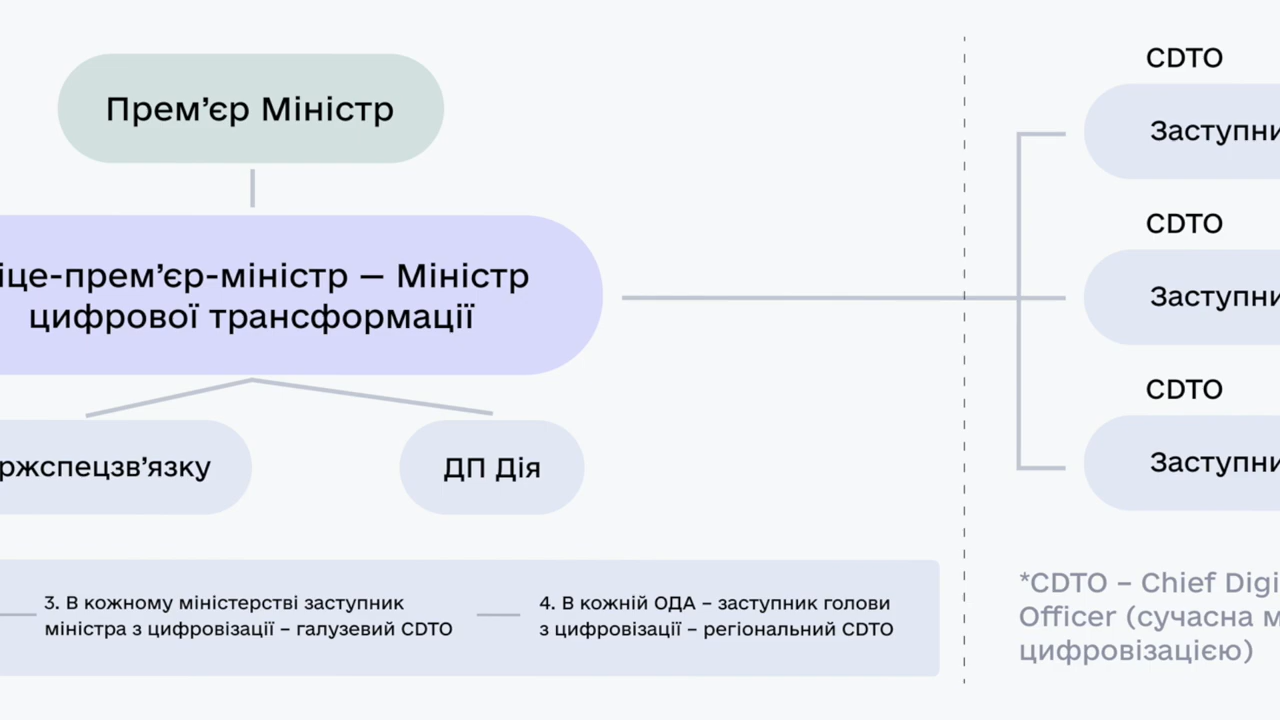 Прем’єр Міністр
іце-прем’єр-міністр – Міністр
цифрової трансформації
ржспецзв’язку
ДП Дія
3. В кожному міністерстві заступник
міністра з цифровізації – галузевий CDTO
4. В кожній ОДА – заступник голови
з цифровізації – регіональний CDTO
CDTO
Заступни
CDTO
Заступни
CDTO
Заступни
*CDTO – Chief Digi
Officer (сучасна м
цифровізацією)